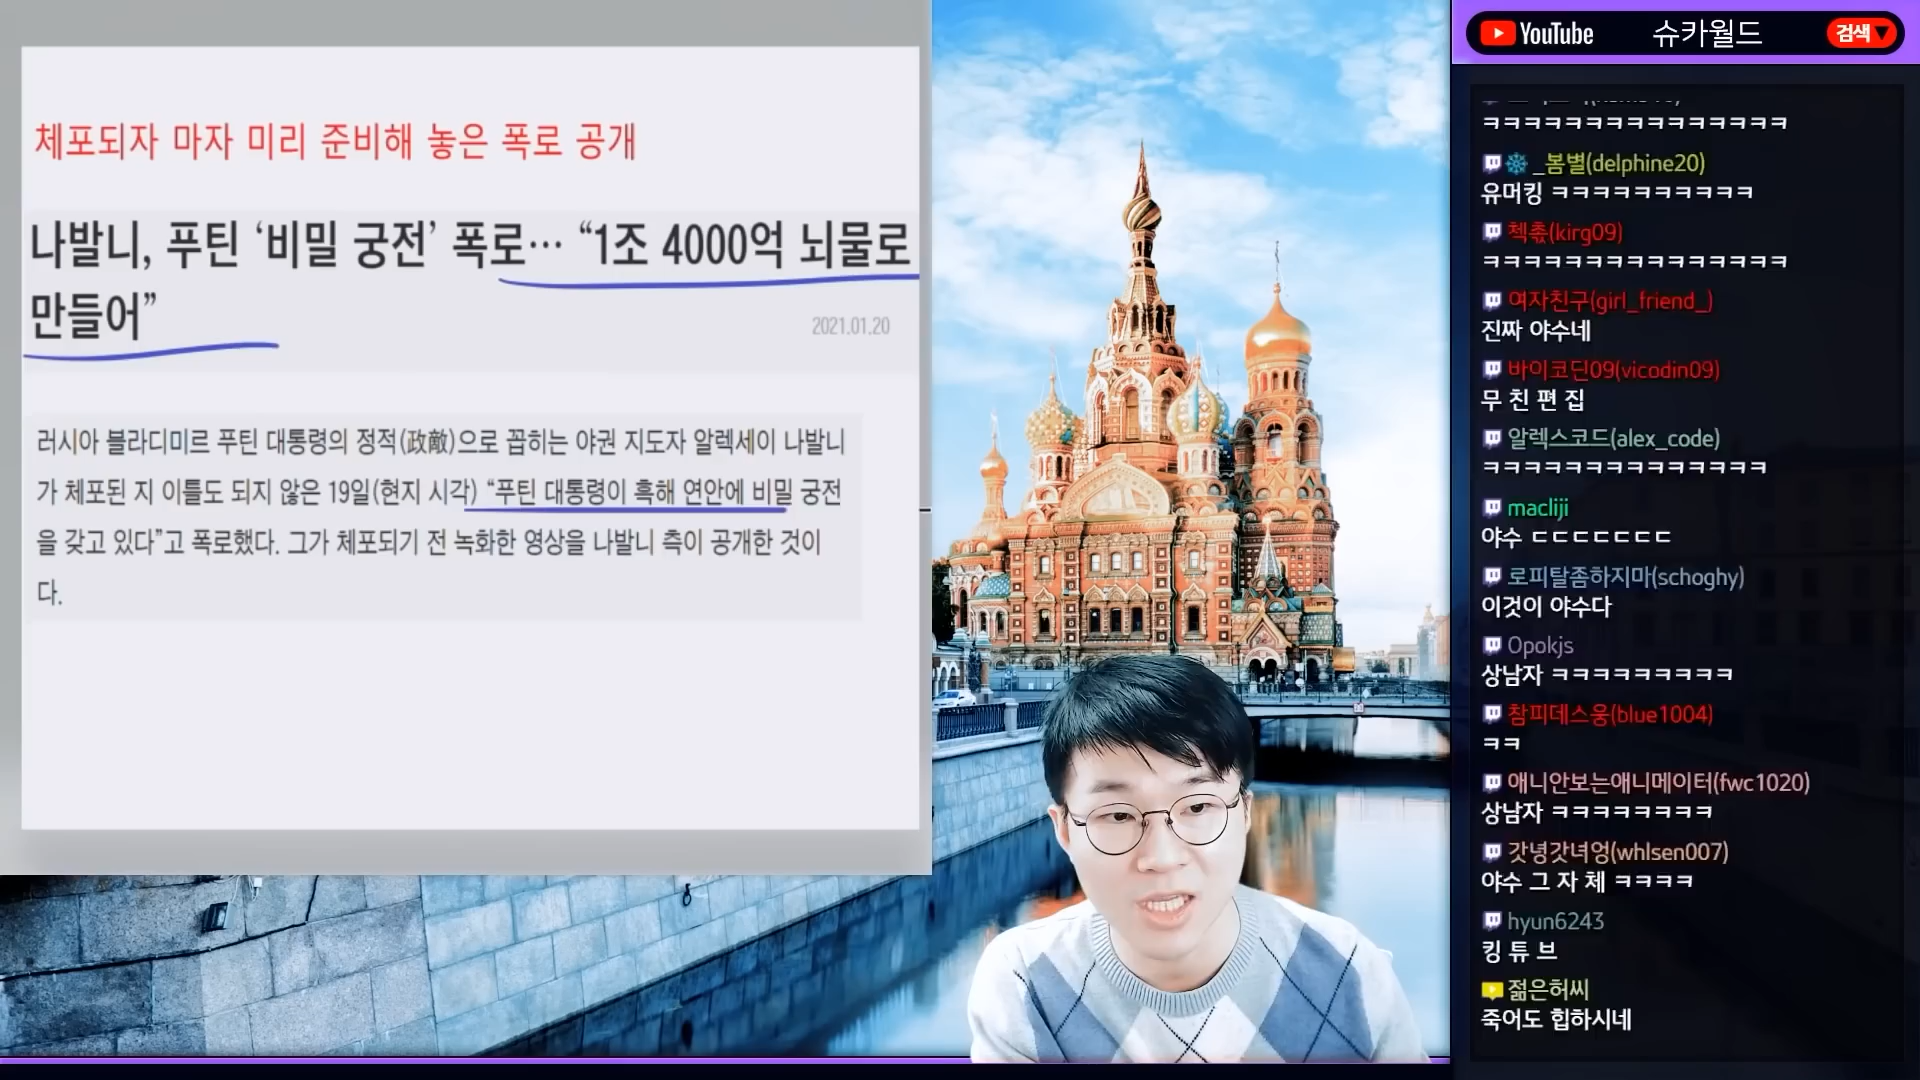 체포되자 마자 미리 준비해 놓은 폭로 공개
나발니, 푸틴 ‘비밀 궁전’ 폭로… “1조 4000억 뇌물로
만들어”
2021.01.20
러시아 블라디미르 푸틴 대통령의 정적(政敵)으로 꼽히는 야권 지도자 알렉세이 나발니
가 체포된 지 이틀도 되지 않은 19일(현지 시각) “푸틴 대통령이 흑해 연안에 비밀 궁전
을 갖고 있다”고 폭로했다. 그가 체포되기 전 녹화한 영상을 나발니 측이 공개한 것이
다.
YouTube 슈카월드 검색▼
ㅋㅋㅋㅋㅋㅋㅋㅋㅋㅋㅋㅋㅋㅋㅋ
_봄별(delphine20)
유머킹 ㅋㅋㅋㅋㅋㅋㅋㅋㅋㅋ
(kirg09)
ㅋㅋㅋㅋㅋㅋㅋㅋㅋㅋㅋㅋㅋㅋㅋ
여자친구(girl_friend_)
진짜 야수네
바이코딘09(vicodin09)
무 친 편 집
알렉스코드(alex_code)
ㅋㅋㅋㅋㅋㅋㅋㅋㅋㅋㅋㅋㅋㅋ
macliji
야수 ㄷㄷㄷㄷㄷㄷㄷ
로피탈좀하지마(schoghy)
이것이 야수다
Opokjs
상남자 ㅋㅋㅋㅋㅋㅋㅋㅋㅋ
참피데스웅(blue1004)
ㅋㅋ
애니안보는애니메이터(fwc1020)
상남자 ㅋㅋㅋㅋㅋㅋㅋㅋ
갓녕갓녀엉(whlsen007)
야수 그 자 체 ㅋㅋㅋㅋ
hyun6243
킹 튜 브
젊은허씨
죽어도 힙하시네